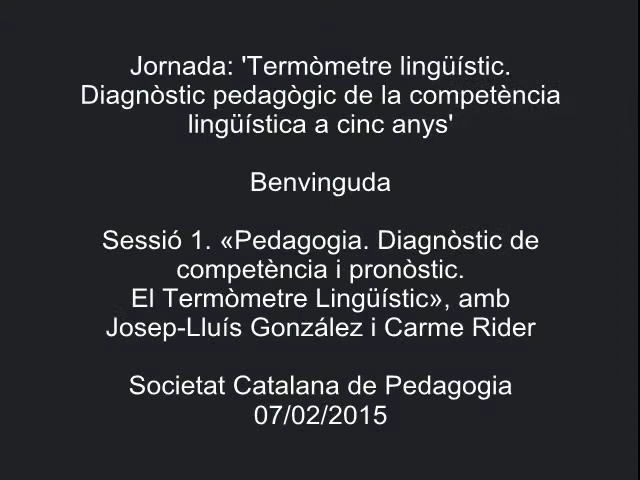 Jornada: 'Termòmetre lingüístic.
Diagnòstic pedagògic de la competència
lingüística a cinc anys'
Benvinguda
Sessió 1. «Pedagogia. Diagnòstic de
competència i pronòstic.
El Termòmetre Lingüístic», amb
Josep-Lluís González i Carme Rider
Societat Catalana de Pedagogia
07/02/2015